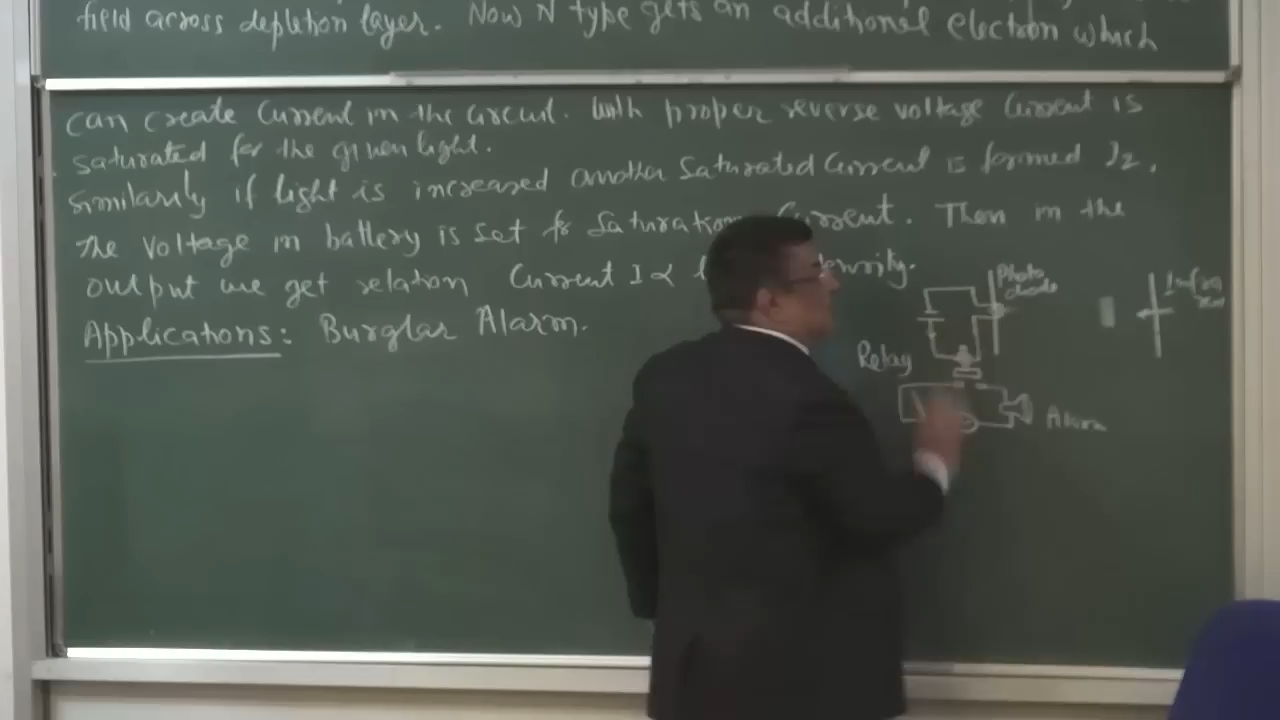 field across depletion layer. Now N type gets an additional electron which
can create current in the circuit. With proper reverse voltage current is
saturated for the given light.
Similarily if light is increased another saturated current is formed I2.
The voltage in battery is set for saturation current. Then in the
output we get relation current I ∝
Applications: Burglar Alarm.
Photo
diode
Relay
Alarm